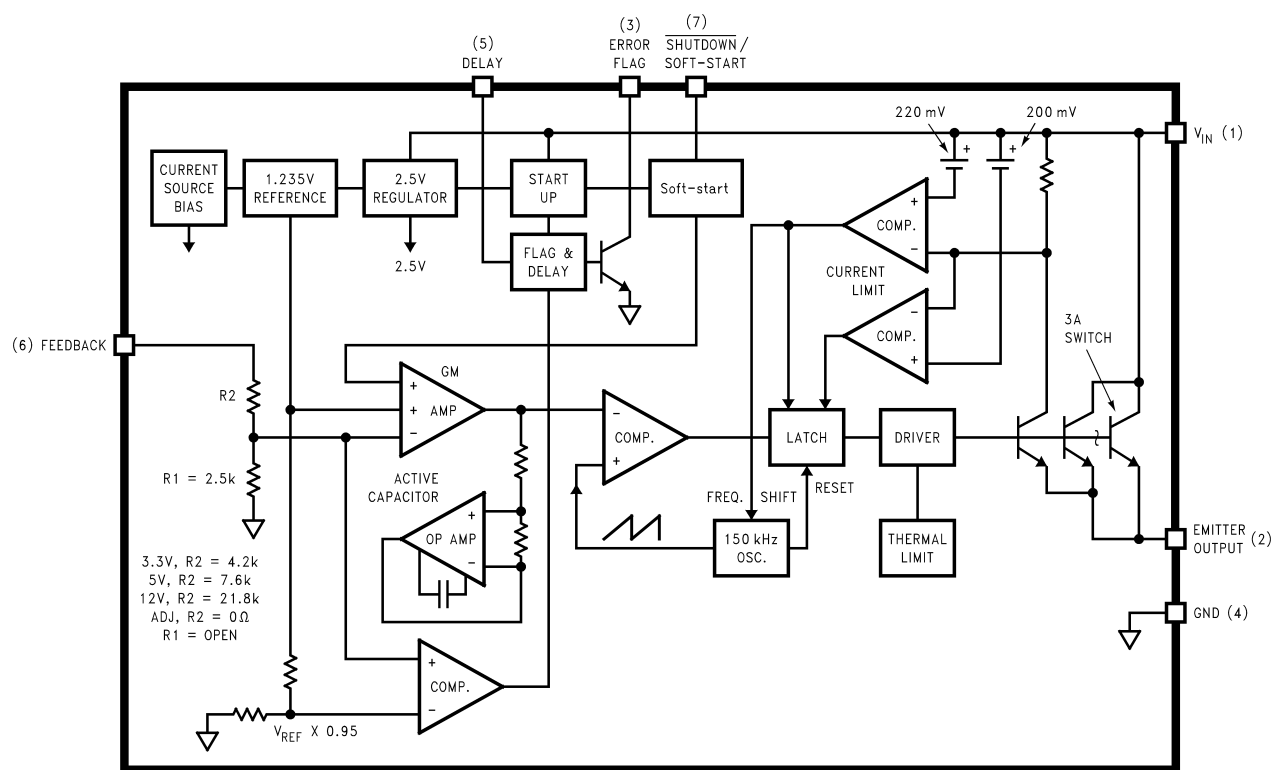 (5)
DELAY
(3)
ERROR
FLAG
(7)
SHUTDOWN/
SOFT-START
220 mV
200 mV
+
+
VIN (1)
CURRENT
SOURCE
BIAS
1.235V
REFERENCE
2.5V
REGULATOR
START
UP
Soft-start
2.5V
FLAG &
DELAY
+
COMP.
-
CURRENT
LIMIT
-
COMP.
+
3A
SWITCH
(6) FEEDBACK
R2
R1 = 2.5k
GM
+
+ AMP
-
ACTIVE
CAPACITOR
+
OP AMP
-
-
COMP.
+
LATCH
DRIVER
FREQ. SHIFT
RESET
150 kHz
OSC.
THERMAL
LIMIT
EMITTER
OUTPUT (2)
GND (4)
3.3V, R2 = 4.2k
5V, R2 = 7.6k
12V, R2 = 21.8k
ADJ, R2 = 0Ω
R1 = OPEN
+
COMP.
-
VREF X 0.95